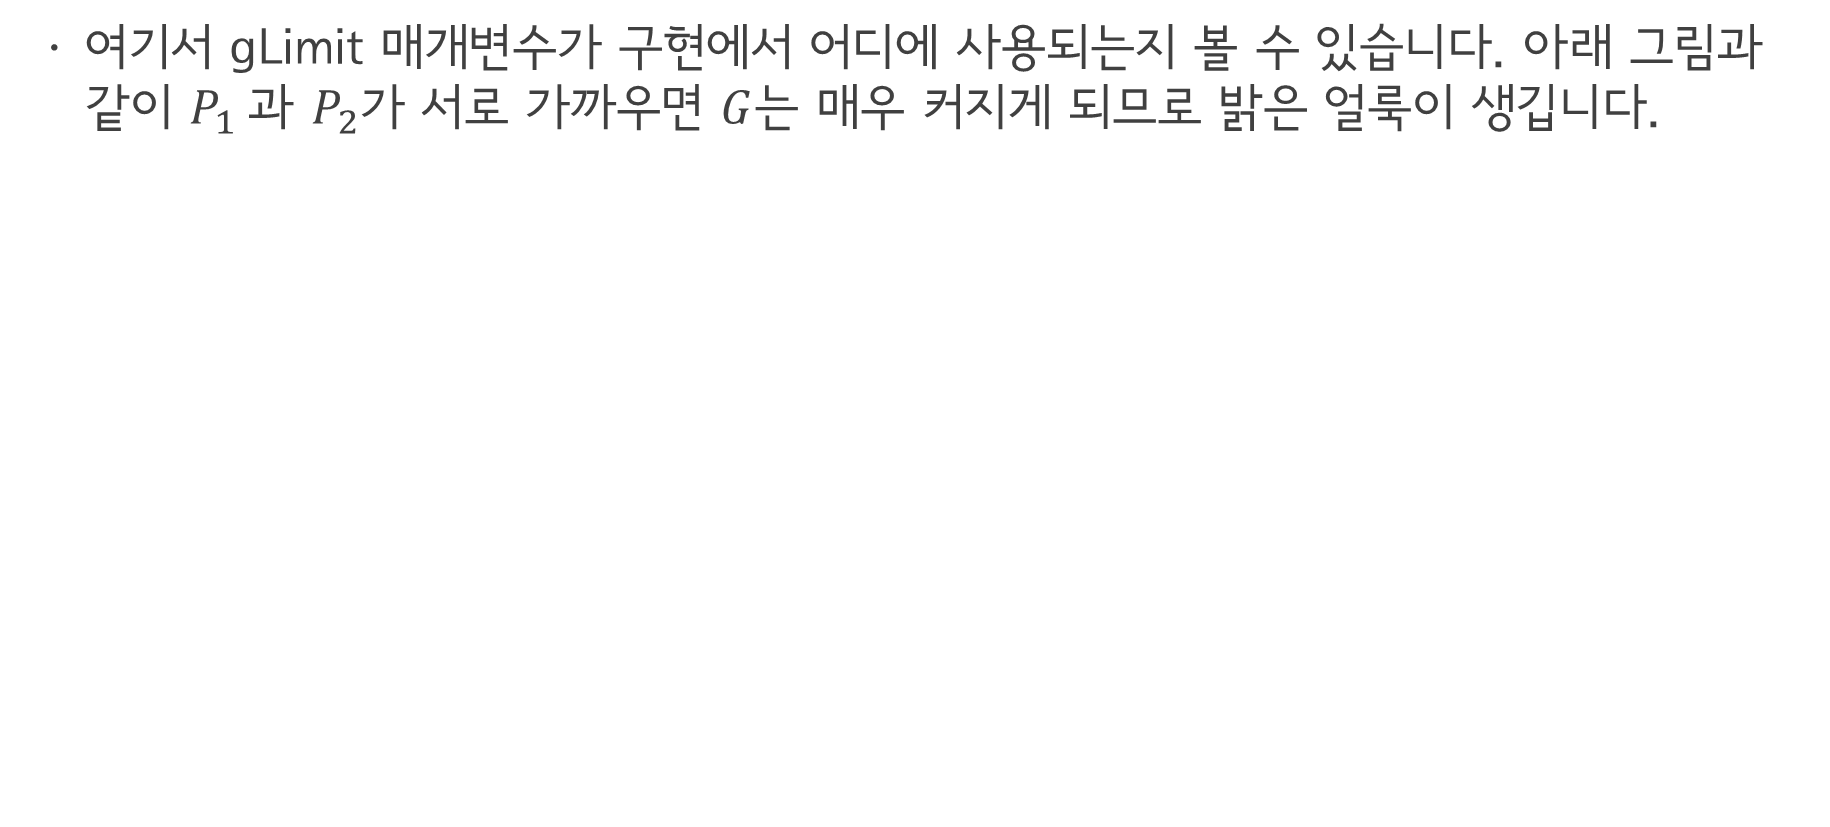 · 여기서 gLimit 매개변수가 구현에서 어디에 사용되는지 볼 수 있습니다. 아래 그림과
같이 P₁ 과 P₂가 서로 가까우면 G는 매우 커지게 되므로 밝은 얼룩이 생깁니다.